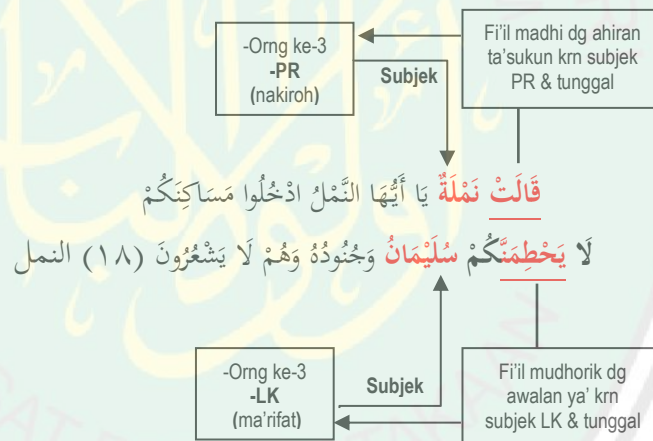 -Orng ke-3
-PR
(nakiroh)
Subjek
Fi'il madhi dg ahiran
ta'sukun krn subjek
PR & tunggal
قَالَتْ نَمْلَةٌ يَا أَيُّهَا النَّمْلُ ادْخُلُوا مَسَاكِنَكُمْ
لَا يَحْطِمَنَّكُمْ سُلَيْمَانُ وَجُنُودُهُ وَهُمْ لَا يَشْعُرُونَ (١٨) النمل
-Orng ke-3
-LK
(ma'rifat)
Subjek
Fi'il mudhorik dg
awalan ya' krn
subjek LK & tunggal